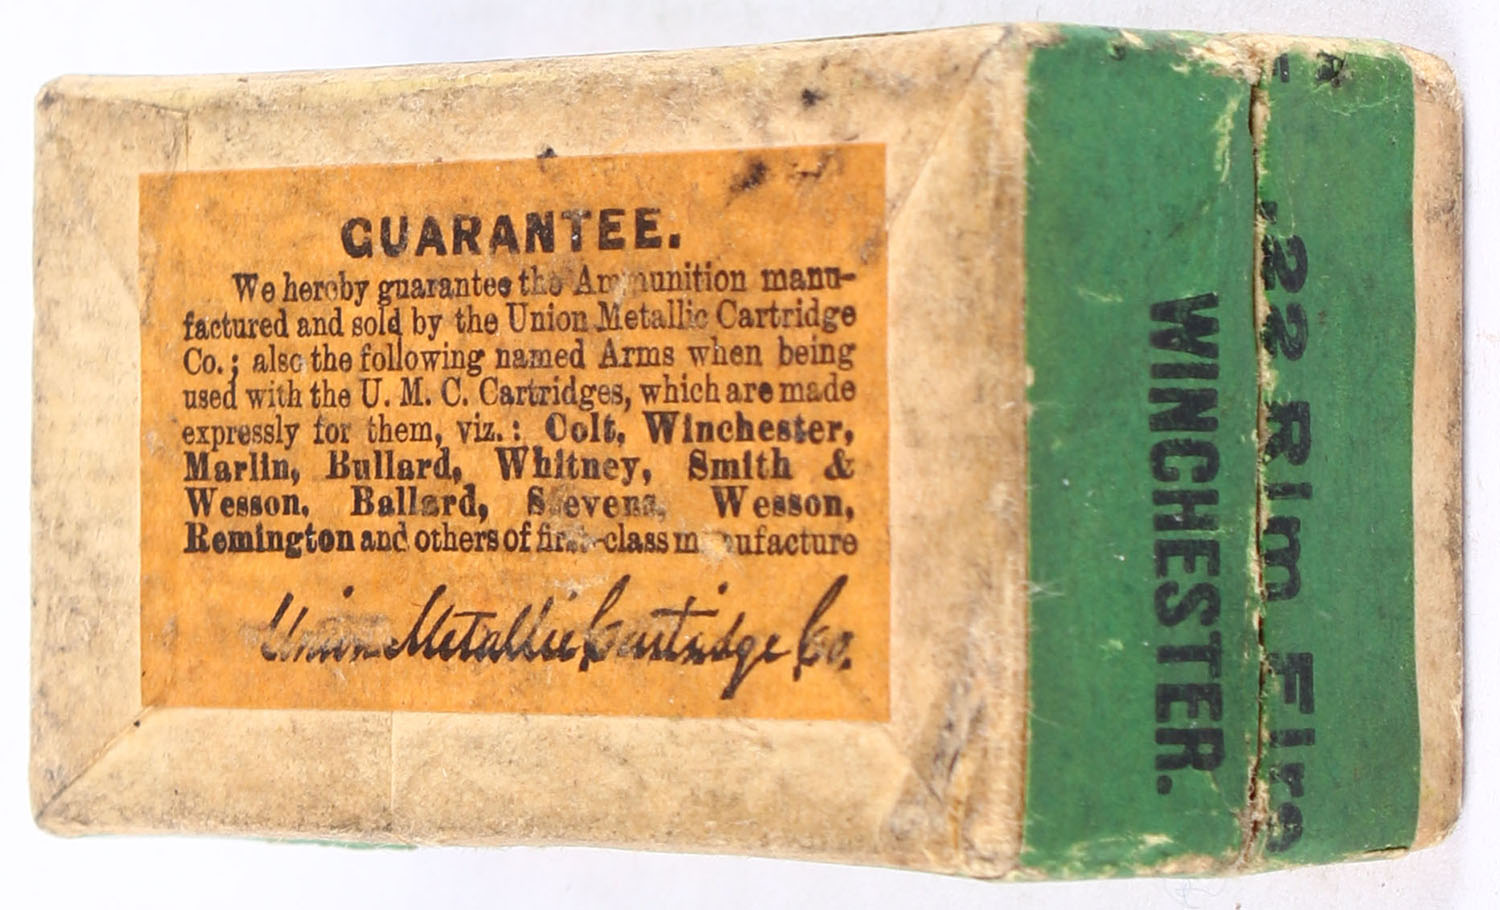 GUARANTEE.
We hereby guarantee the Ammunition manu-
factured and sold by the Union Metallic Cartridge
Co.; also the following named Arms when being
used with the U. M. C. Cartridges, which are made
expressly for them, viz.: Colt, Winchester,
Marlin, Bullard, Whitney, Smith &
Wesson, Ballard, Stevens, Wesson,
Remington and others of first-class manufacture
Union Metallic Cartridge Co.
.22 Rim Fire
WINCHESTER.